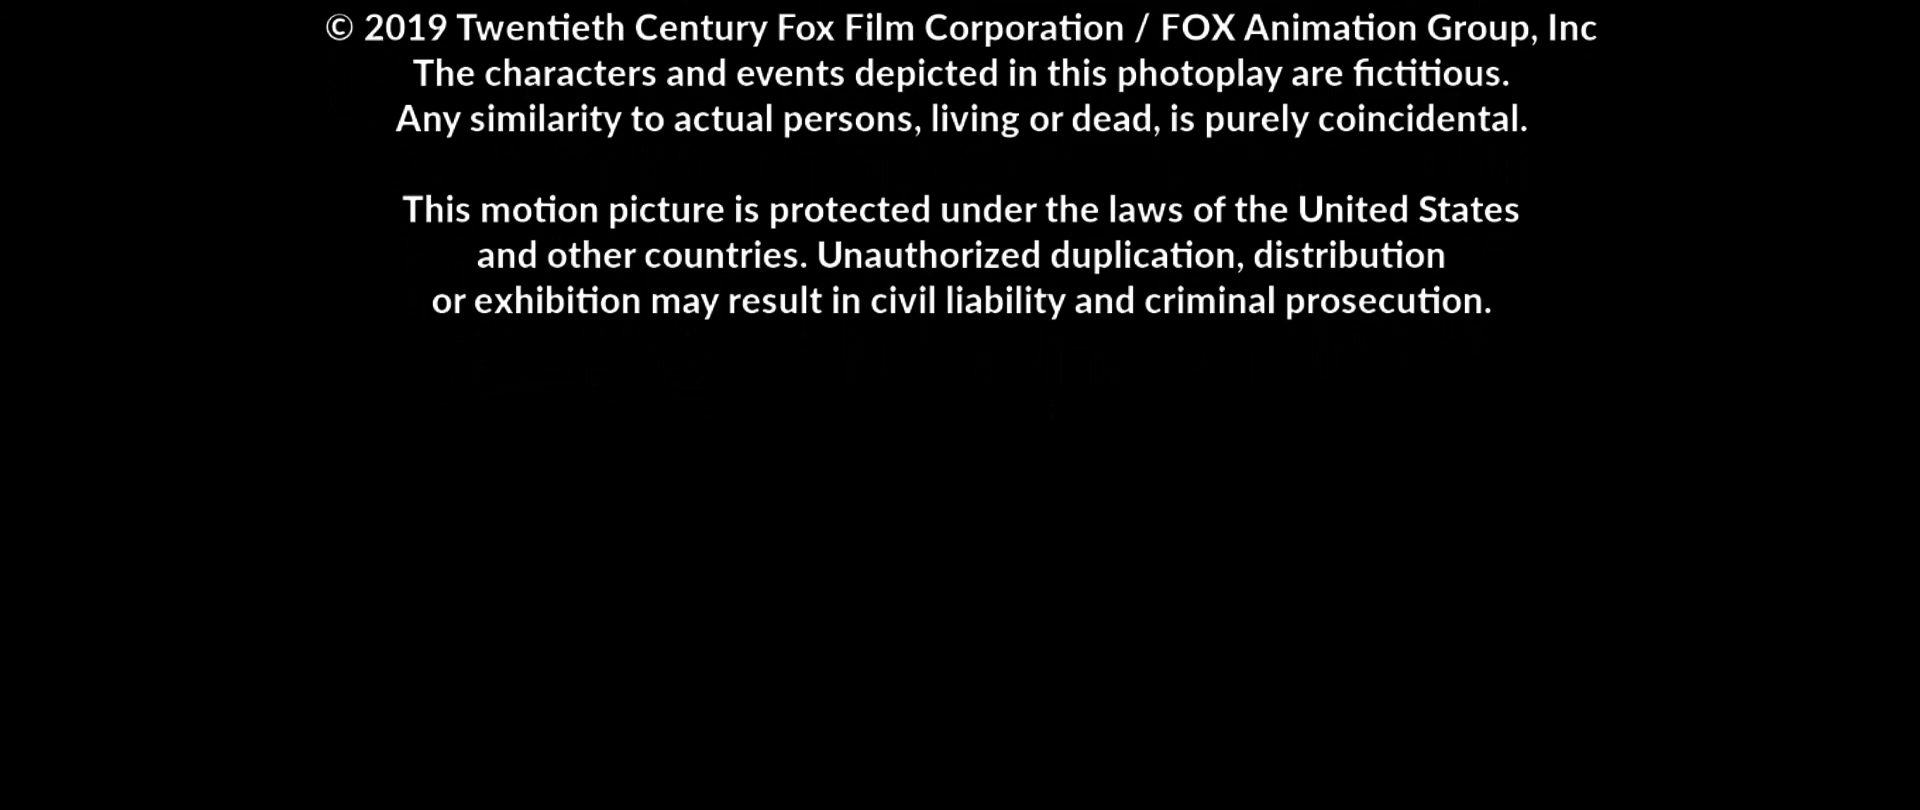 © 2019 Twentieth Century Fox Film Corporation / FOX Animation Group, Inc
The characters and events depicted in this photoplay are fictitious.
Any similarity to actual persons, living or dead, is purely coincidental.
This motion picture is protected under the laws of the United States
and other countries. Unauthorized duplication, distribution
or exhibition may result in civil liability and criminal prosecution.